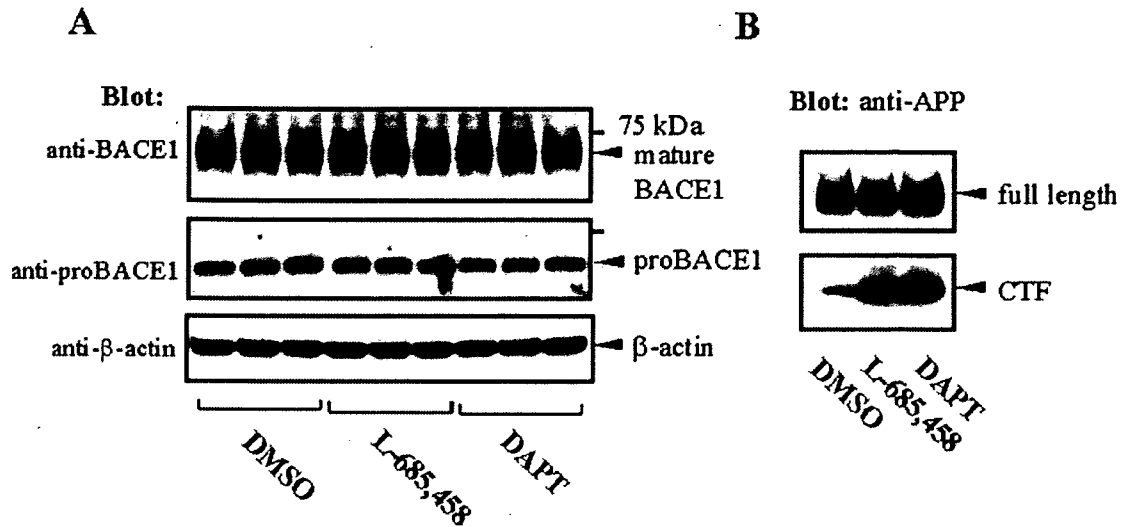 A
Blot:
anti-BACE1
75 kDa
mature
BACE1
anti-proBACE1
proBACE1
anti-β-actin
β-actin
DMSO
L-685,458
DAPT
B
Blot: anti-APP
full length
CTF
DMSO
L-685,458
DAPT